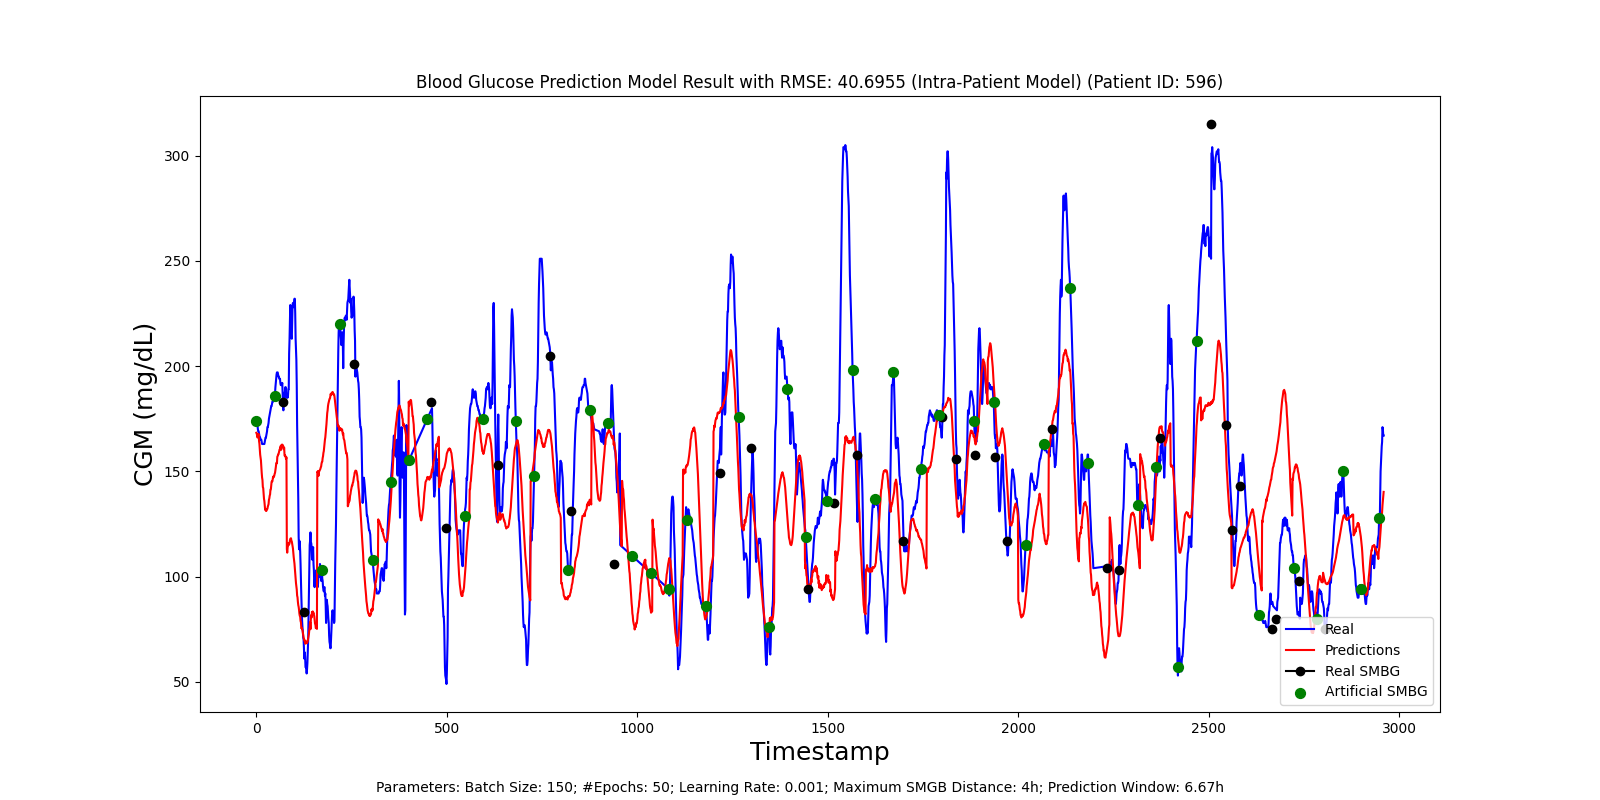 Blood Glucose Prediction Model Result with RMSE: 40.6955 (Intra-Patient Model) (Patient ID: 596)
CGM (mg/dL)
300
250
200
150
100
50
Real
Predictions
Real SMBG
Artificial SMBG
0 500 1000 1500 2000 2500 3000
Timestamp
Parameters: Batch Size: 150; #Epochs: 50; Learning Rate: 0.001; Maximum SMGB Distance: 4h; Prediction Window: 6.67h